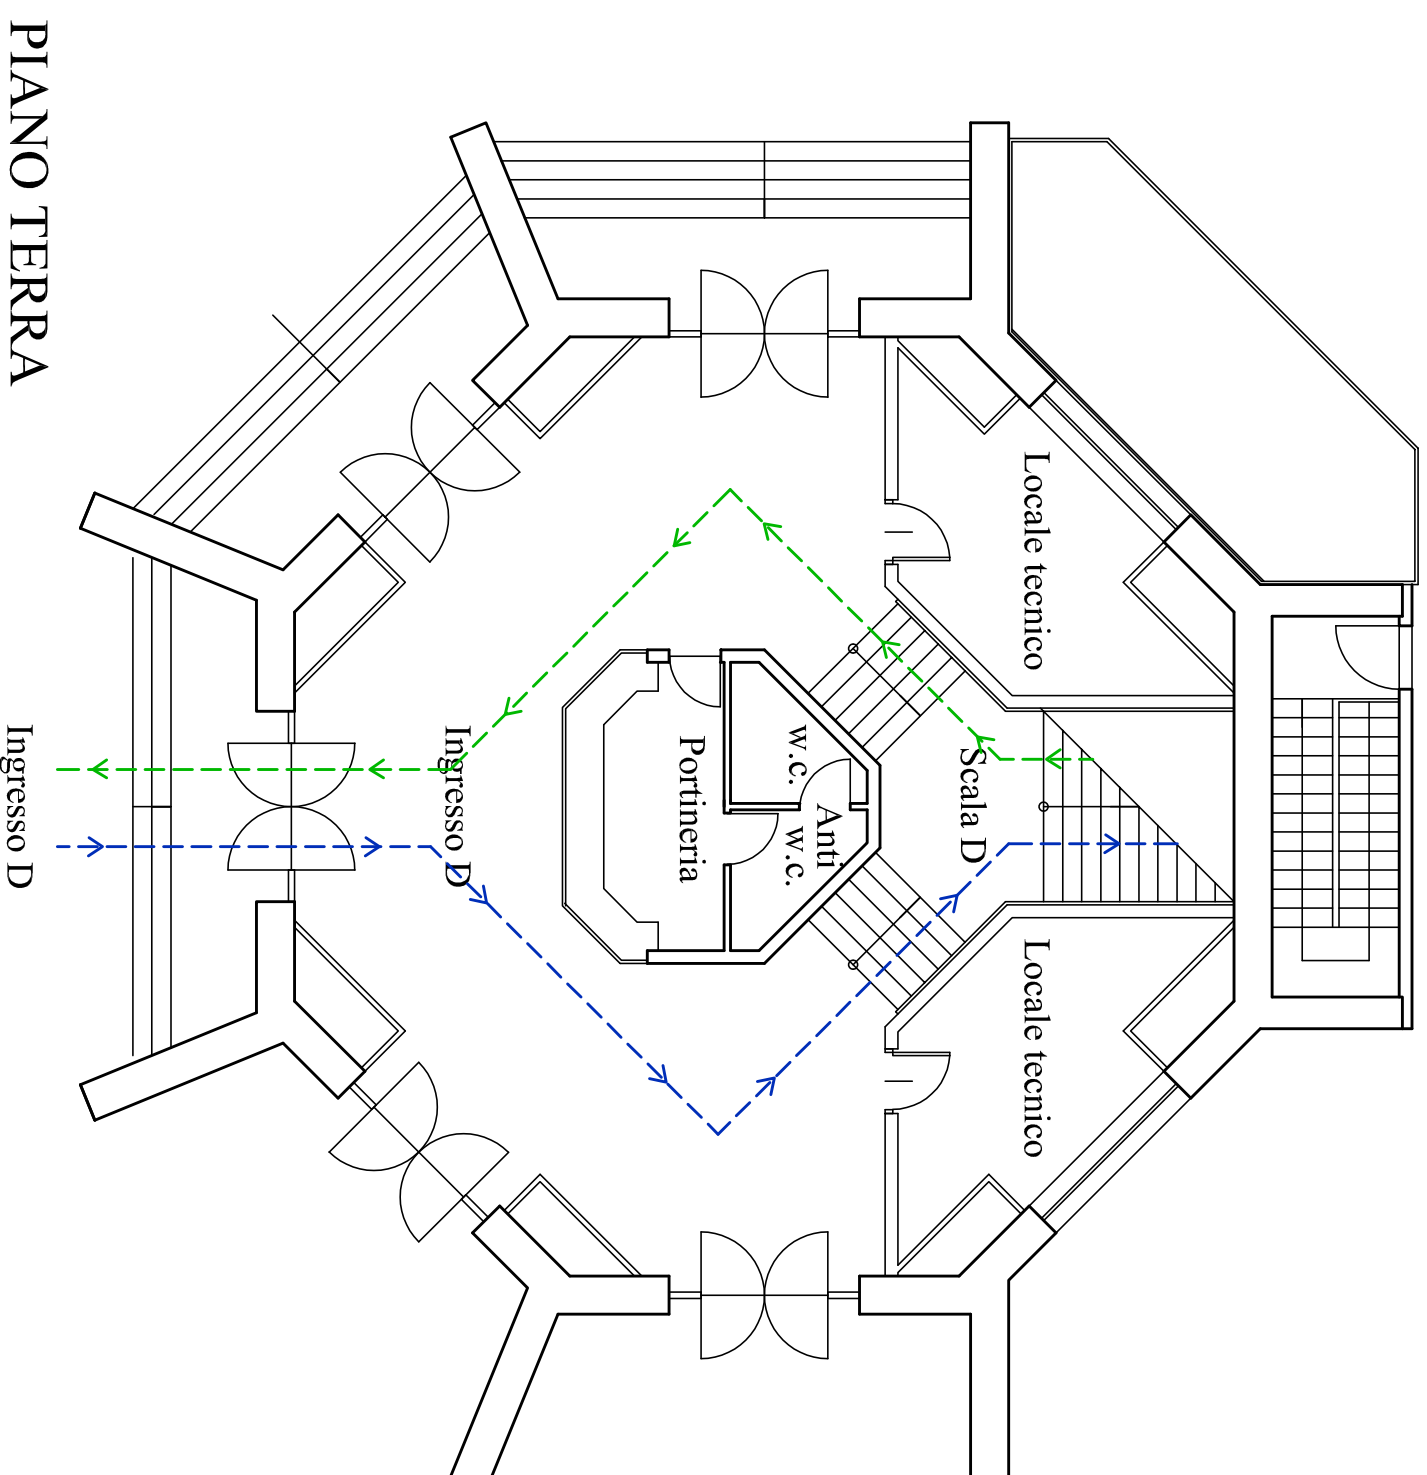 PIANO TERRA
Locale tecnico
Locale tecnico
Scala D
w.c.
Anti
w.c.
Portineria
Ingresso D
Ingresso D